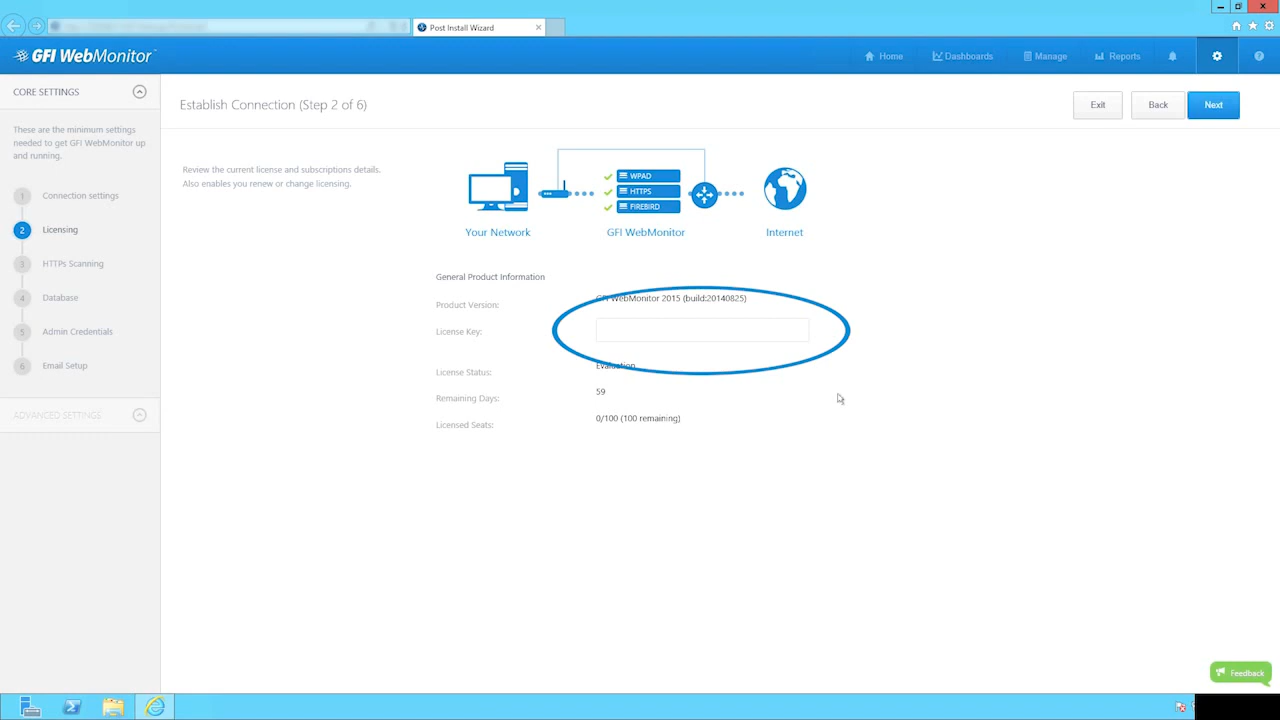 Post Install Wizard
GFI WebMonitor™
Home
Dashboards
Manage
Reports
CORE SETTINGS
These are the minimum settings
needed to get GFI WebMonitor up
and running.
1 Connection settings
2 Licensing
3 HTTPs Scanning
4 Database
5 Admin Credentials
6 Email Setup
ADVANCED SETTINGS
Establish Connection (Step 2 of 6)
Exit
Back
Next
Review the current license and subscriptions details.
Also enables you renew or change licensing.
WPAD
HTTPS
FIREBIRD
Your Network
GFI WebMonitor
Internet
General Product Information
Product Version: GFI WebMonitor 2015 (build:20140825)
License Key:
License Status: Evaluation
Remaining Days: 59
Licensed Seats: 0/100 (100 remaining)
Feedback